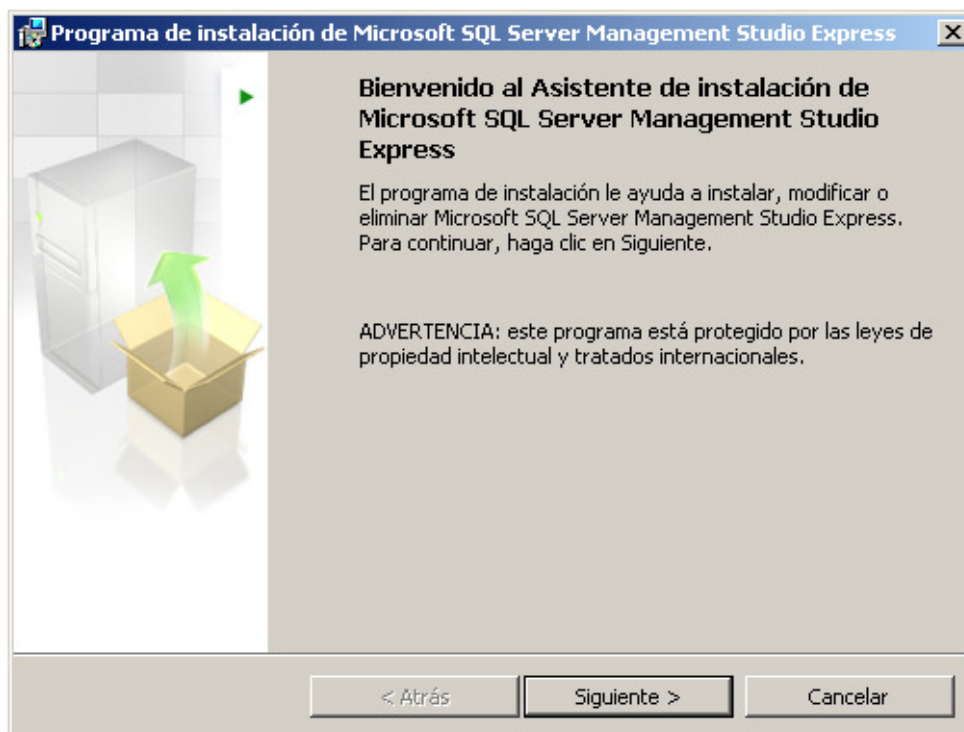 Programa de instalación de Microsoft SQL Server Management Studio Express
Bienvenido al Asistente de instalación de
Microsoft SQL Server Management Studio
Express
El programa de instalación le ayuda a instalar, modificar o
eliminar Microsoft SQL Server Management Studio Express.
Para continuar, haga clic en Siguiente.
ADVERTENCIA: este programa está protegido por las leyes de
propiedad intelectual y tratados internacionales.
< Atrás
Siguiente >
Cancelar